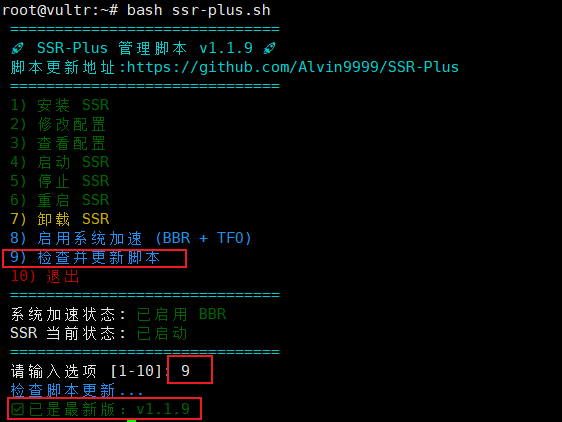 root@vultr:~# bash ssr-plus.sh
==============================
🚀 SSR-Plus 管理脚本 v1.1.9 🚀
脚本更新地址:https://github.com/Alvin9999/SSR-Plus
==============================
1) 安装 SSR
2) 修改配置
3) 查看配置
4) 启动 SSR
5) 停止 SSR
6) 重启 SSR
7) 卸载 SSR
8) 启用系统加速 (BBR + TFO)
9) 检查并更新脚本
10) 退出
==============================
系统加速状态: 已启用 BBR
SSR 当前状态: 已启动
==============================
请输入选项 [1-10]: 9
检查脚本更新...
☑已是最新版: v1.1.9